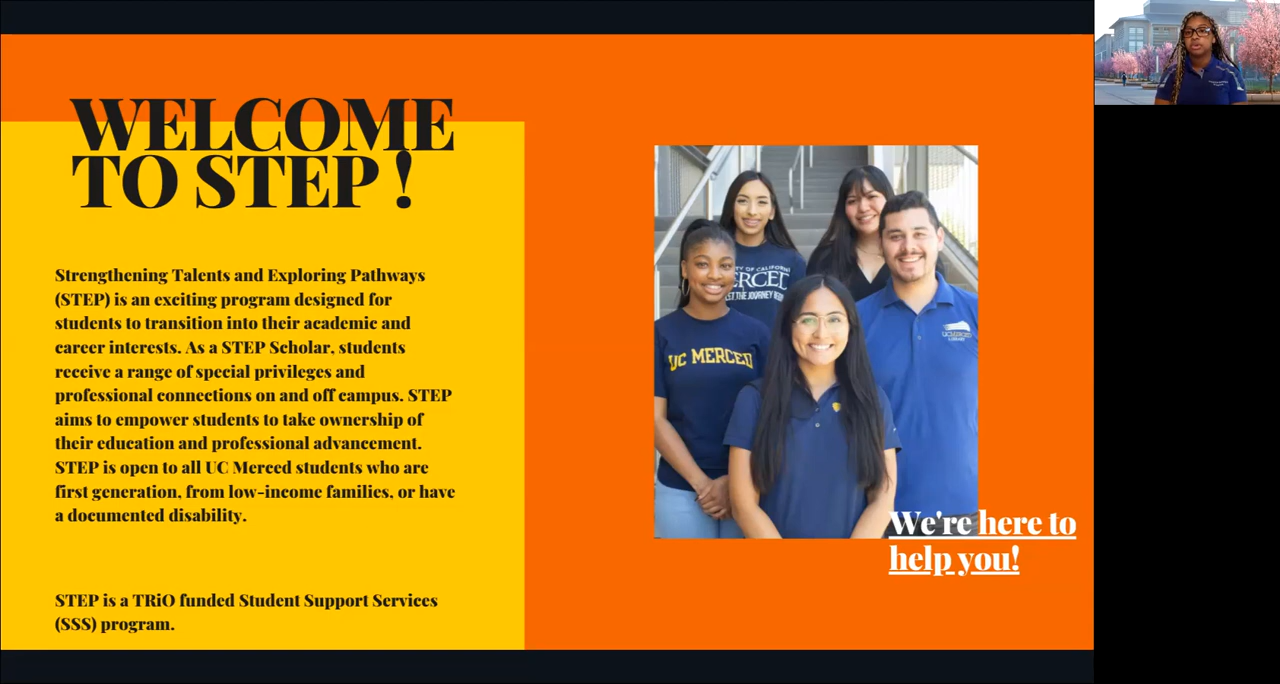 WELCOME
TO STEP!
Strengthening Talents and Exploring Pathways
(STEP) is an exciting program designed for
students to transition into their academic and
career interests. As a STEP Scholar, students
receive a range of special privileges and
professional connections on and off campus. STEP
aims to empower students to take ownership of
their education and professional advancement.
STEP is open to all UC Merced students who are
first generation, from low-income families, or have
a documented disability.
STEP is a TRiO funded Student Support Services
(SSS) program.
UC MERCED
We're here to
help you!